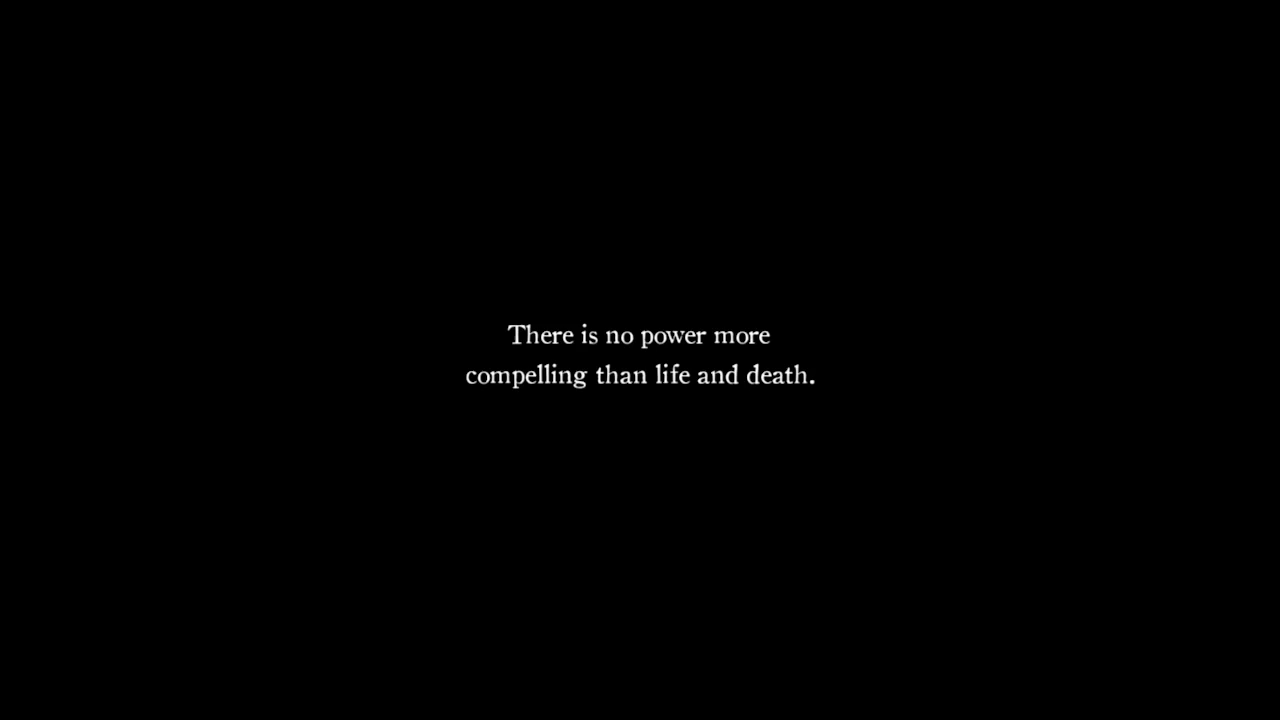 There is no power more
compelling than life and death.